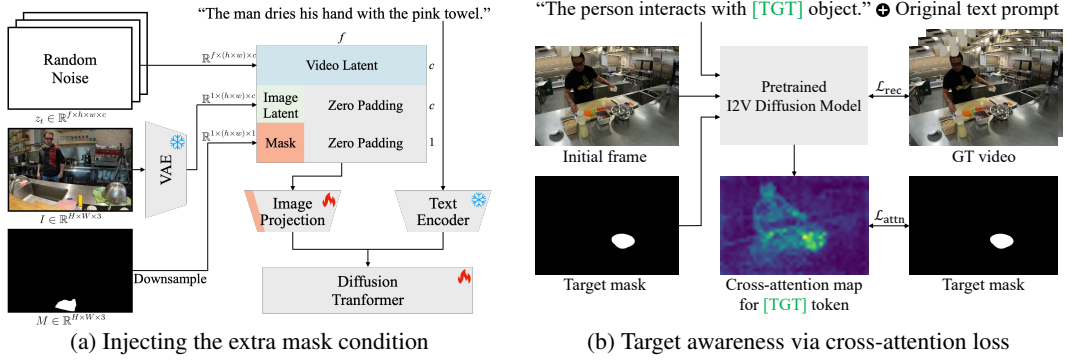 “The man dries his hand with the pink towel.”
f
Random
Noise
z_t ∈ ℝ^{f×h×w×c}
ℝ^{f×(h×w)×c}
Video Latent
c
ℝ^{1×(h×w)×c}
Image
Latent
Zero Padding
c
ℝ^{1×(h×w)×1}
Mask
Zero Padding
1
VAE
I ∈ ℝ^{H×W×3}
Image
Projection
Text
Encoder
Downsample
Diffusion
Tranformer
M ∈ ℝ^{H×W×3}
(a) Injecting the extra mask condition
“The person interacts with [TGT] object.” ⊕ Original text prompt
Pretrained
I2V Diffusion Model
ℒ_rec
Initial frame
GT video
ℒ_attn
Target mask
Cross-attention map
for [TGT] token
Target mask
(b) Target awareness via cross-attention loss